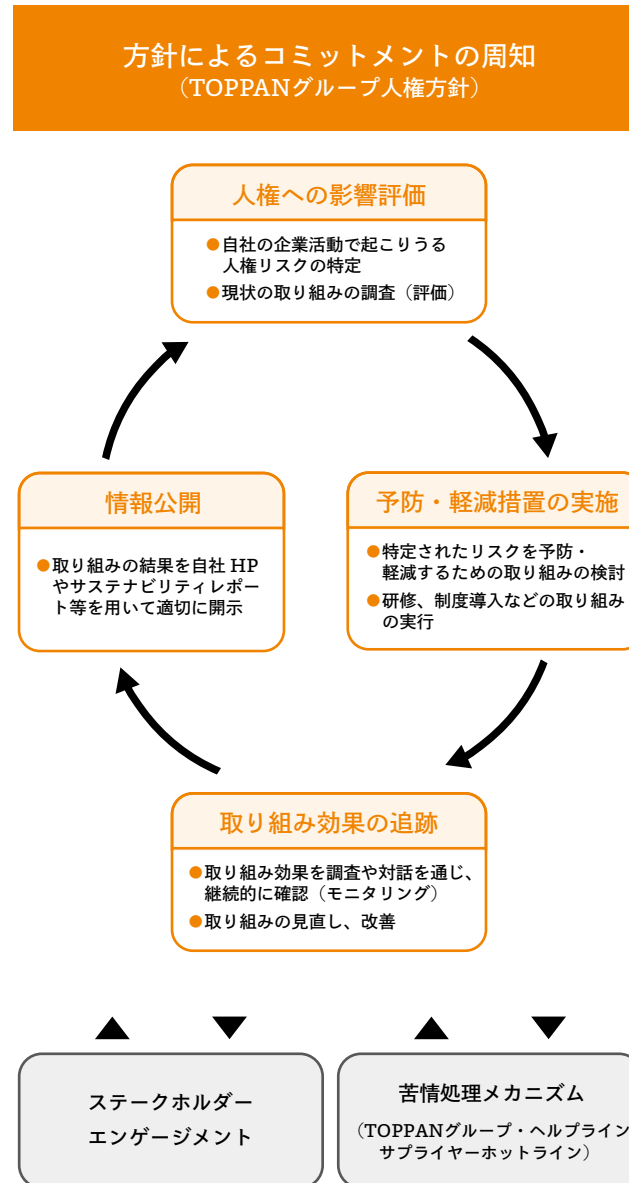 方針によるコミットメントの周知
（TOPPANグループ人権方針）
人権への影響評価
●自社の企業活動で起こりうる
人権リスクの特定
●現状の取り組みの調査（評価）
情報公開
●取り組みの結果を自社 HP
やサステナビリティレポー
ト等を用いて適切に開示
予防・軽減措置の実施
●特定されたリスクを予防・
軽減するための取り組みの検討
●研修、制度導入などの取り組み
の実行
取り組み効果の追跡
●取り組み効果を調査や対話を通じ、
継続的に確認（モニタリング）
●取り組みの見直し、改善
ステークホルダー
エンゲージメント
苦情処理メカニズム
（TOPPANグループ・ヘルプライン
サプライヤーホットライン）